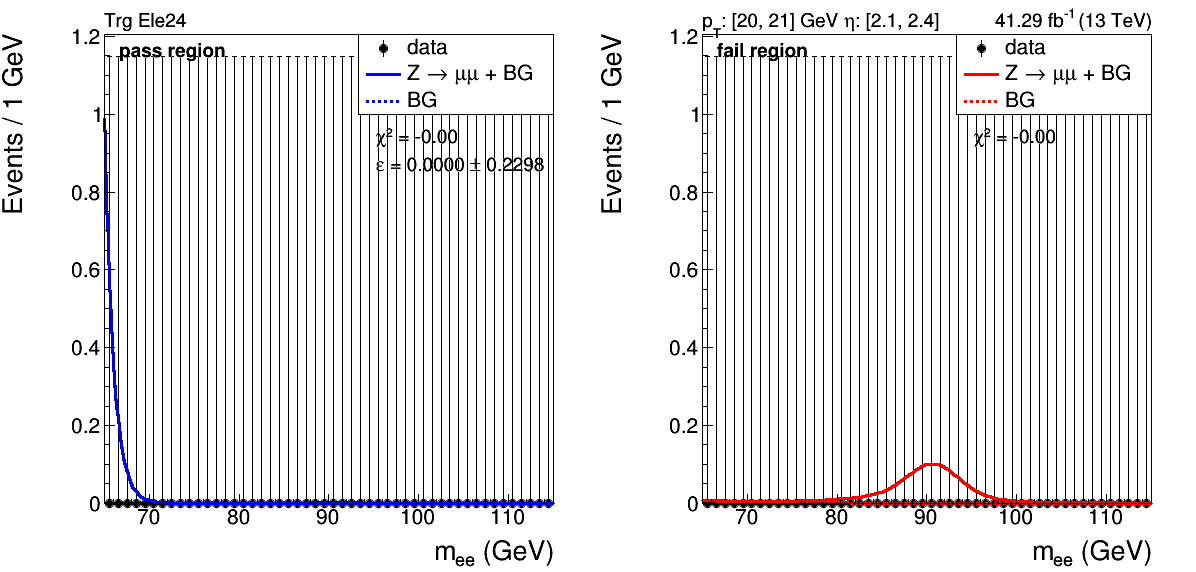 Trg Ele24
pass region
data
Z → μμ + BG
BG
χ² = -0.00
ε = 0.0000 ± 0.2298
Events / 1 GeV
1.2
1
0.8
0.6
0.4
0.2
0
70 80 90 100 110
mee (GeV)
pT: [20, 21] GeV η: [2.1, 2.4] 41.29 fb-1 (13 TeV)
fail region
data
Z → μμ + BG
BG
χ² = -0.00
Events / 1 GeV
1.2
1
0.8
0.6
0.4
0.2
0
70 80 90 100 110
mee (GeV)